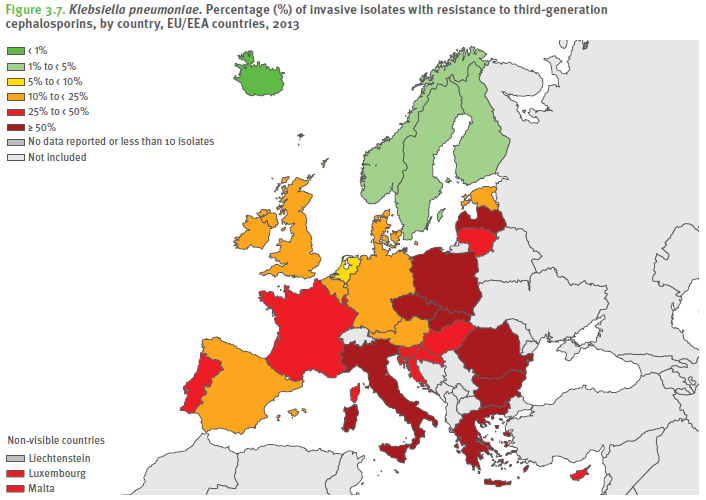 Figure 3.7. Klebsiella pneumoniae. Percentage (%) of invasive isolates with resistance to third-generation
cephalosporins, by country, EU/EEA countries, 2013
< 1%
1% to < 5%
5% to < 10%
10% to < 25%
25% to < 50%
≥ 50%
No data reported or less than 10 isolates
Not included
Non-visible countries
Liechtenstein
Luxembourg
Malta